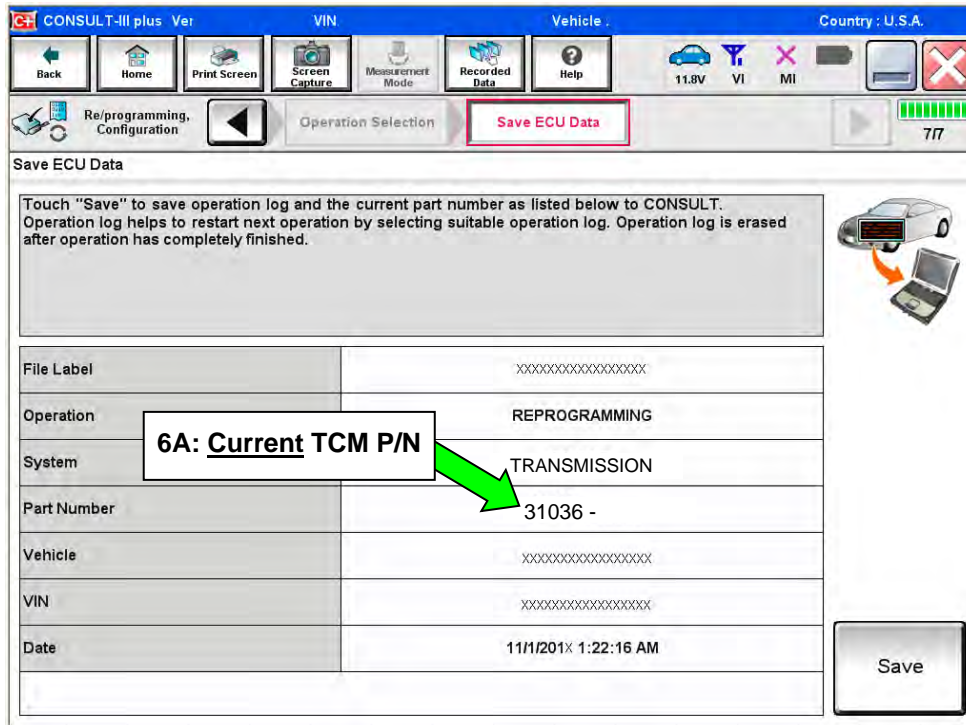 C+ CONSULT-III plus Ver VIN Vehicle . Country : U.S.A.
Back Home Print Screen Screen Capture Measurement Mode Recorded Data Help 11.8V VI MI
Re/programming, Configuration Operation Selection Save ECU Data 7/7
Save ECU Data
Touch "Save" to save operation log and the current part number as listed below to CONSULT.
Operation log helps to restart next operation by selecting suitable operation log. Operation log is erased
after operation has completely finished.
File Label XXXXXXXXXXXXXXXXX
Operation REPROGRAMMING
6A: Current TCM P/N
System TRANSMISSION
Part Number 31036 -
Vehicle XXXXXXXXXXXXXXXXX
VIN XXXXXXXXXXXXXXXXX
Date 11/1/201X 1:22:16 AM
Save